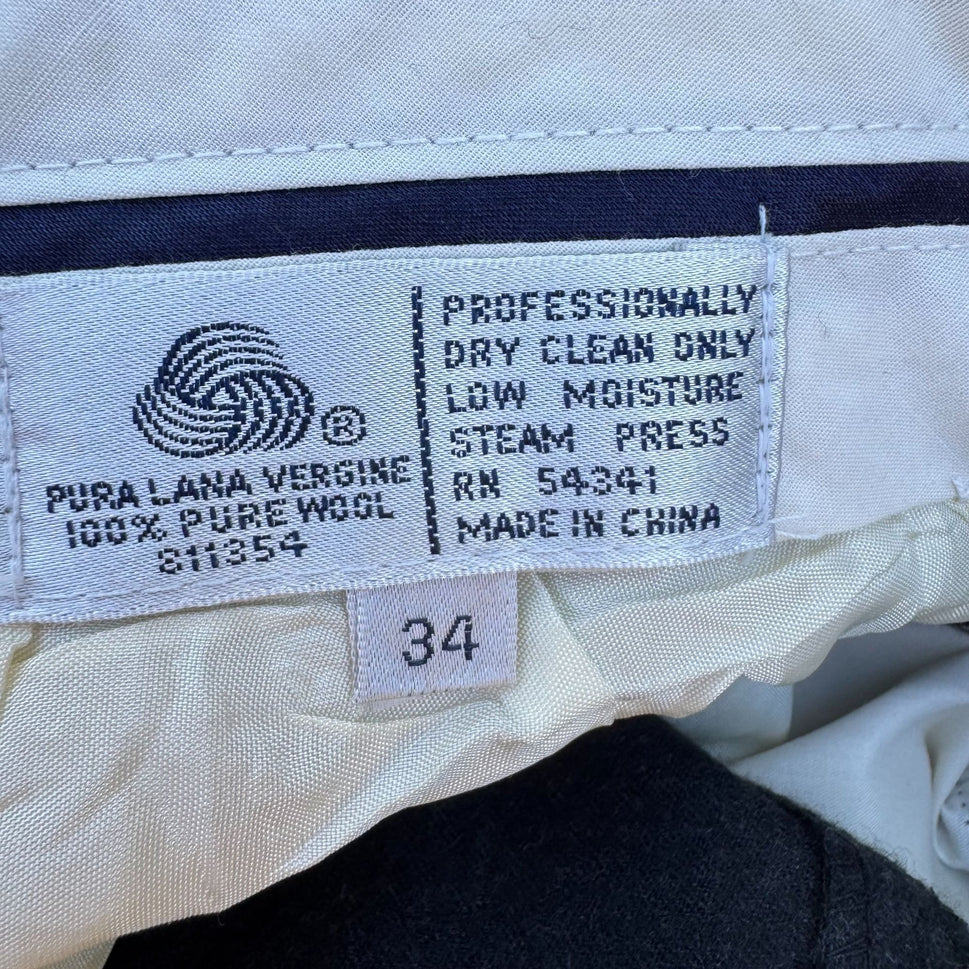 ®
PURA LANA VERGINE
100% PURE WOOL
811354
PROFESSIONALLY
DRY CLEAN ONLY
LOW MOISTURE
STEAM PRESS
RN 54341
MADE IN CHINA
34